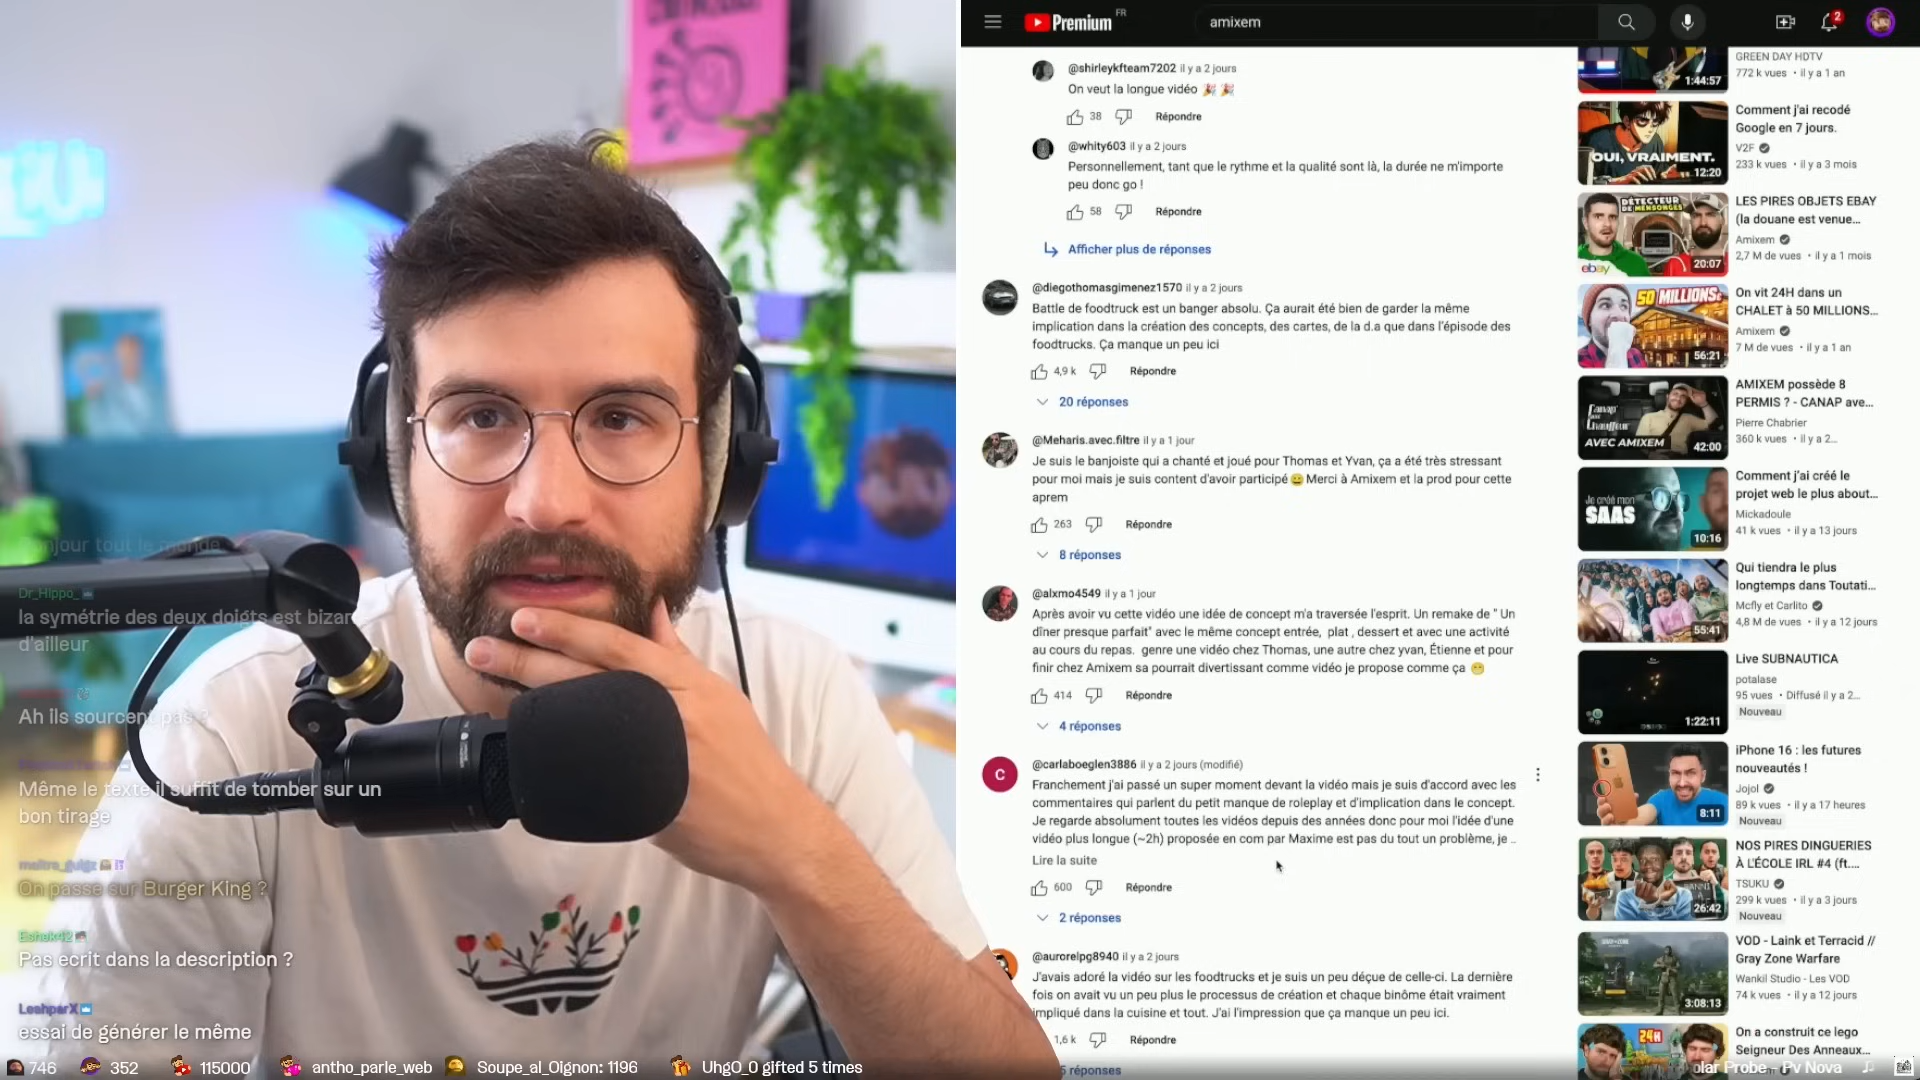 Premium FR
amixem
2
@shirleykfteam7202 il y a 2 jours
On veut la longue vidéo 🎉 🎉
38
Répondre
@whity603 il y a 2 jours
Personnellement, tant que le rythme et la qualité sont là, la durée ne m'importe
peu donc go !
58
Répondre
Afficher plus de réponses
@diegothomasgimenez1570 il y a 2 jours
Battle de foodtruck est un banger absolu. Ça aurait été bien de garder la même
implication dans la création des concepts, des cartes, de la d.a que dans l'épisode des
foodtrucks. Ça manque un peu ici
4,9 k
Répondre
20 réponses
@Meharis.avec.filtre il y a 1 jour
Je suis le banjoiste qui a chanté et joué pour Thomas et Yvan, ça a été très stressant
pour moi mais je suis content d'avoir participé😄 Merci à Amixem et la prod pour cette
aprem
263
Répondre
8 réponses
@alxmo4549 il y a 1 jour
Après avoir vu cette vidéo une idée de concept m'a traversée l'esprit. Un remake de " Un
dîner presque parfait" avec le même concept entrée, plat , dessert et avec une activité
au cours du repas. genre une vidéo chez Thomas, une autre chez yvan, Étienne et pour
finir chez Amixem sa pourrait divertissant comme vidéo je propose comme ça 😁
414
Répondre
4 réponses
C
@carlaboeglen3886 il y a 2 jours (modifié)
Franchement j'ai passé un super moment devant la vidéo mais je suis d'accord avec les
commentaires qui parlent du petit manque de roleplay et d'implication dans le concept.
Je regarde absolument toutes les vidéos depuis des années donc pour moi l'idée d'une
vidéo plus longue (~2h) proposée en com par Maxime est pas du tout un problème, je ...
Lire la suite
600
Répondre
2 réponses
@aurorelpg8940 il y a 2 jours
J'avais adoré la vidéo sur les foodtrucks et je suis un peu déçue de celle-ci. La dernière
fois on avait vu un peu plus le processus de création et chaque binôme était vraiment
impliqué dans la cuisine et tout. J'ai l'impression que ça manque un peu ici.
1,6 k
Répondre
5 réponses
GREEN DAY HDTV
772 k vues • il y a 1 an
1:44:57
Comment j'ai recodé
Google en 7 jours.
V2F
233 k vues • il y a 3 mois
OUI, VRAIMENT.
12:20
LES PIRES OBJETS EBAY
(la douane est venue...
Amixem
2,7 M de vues • il y a 1 mois
DÉTECTEUR
DE MENSONGES
ebay
20:07
On vit 24H dans un
CHALET à 50 MILLIONS...
Amixem
7 M de vues • il y a 1 an
50 MILLIONS€
56:21
AMIXEM possède 8
PERMIS ? - CANAP ave...
Pierre Chabrier
360 k vues • il y a 2...
AVEC AMIXEM
42:00
Comment j'ai créé le
projet web le plus about...
Mickadoule
41 k vues • il y a 13 jours
Je créé mon
SAAS
10:16
Qui tiendra le plus
longtemps dans Toutati...
Mcfly et Carlito
4,8 M de vues • il y a 12 jours
55:41
Live SUBNAUTICA
potalase
95 vues • Diffusé il y a 2...
Nouveau
1:22:11
iPhone 16 : les futures
nouveautés !
Jojol
89 k vues • il y a 17 heures
Nouveau
8:11
NOS PIRES DINGUERIES
À L'ÉCOLE IRL #4 (ft....
TSUKU
299 k vues • il y a 3 jours
Nouveau
26:42
VOD - Laink et Terracid //
Gray Zone Warfare
Wankil Studio - Les VOD
74 k vues • il y a 12 jours
3:08:13
On a construit ce lego
Seigneur Des Anneaux...
24H
onjour tout le monde
Dr_Hippo_
la symétrie des deux doigts est bizar
d'ailleur
Ah ils sourcent pas ?
Même le texte il suffit de tomber sur un
bon tirage
On passe sur Burger King ?
Eshak42
Pas ecrit dans la description ?
LeahparX
essai de générer le même
746
352
115000
antho_parle_web
Soupe_al_Oignon: 1196
UhgO_0 gifted 5 times
olar Probe - Pv Nova